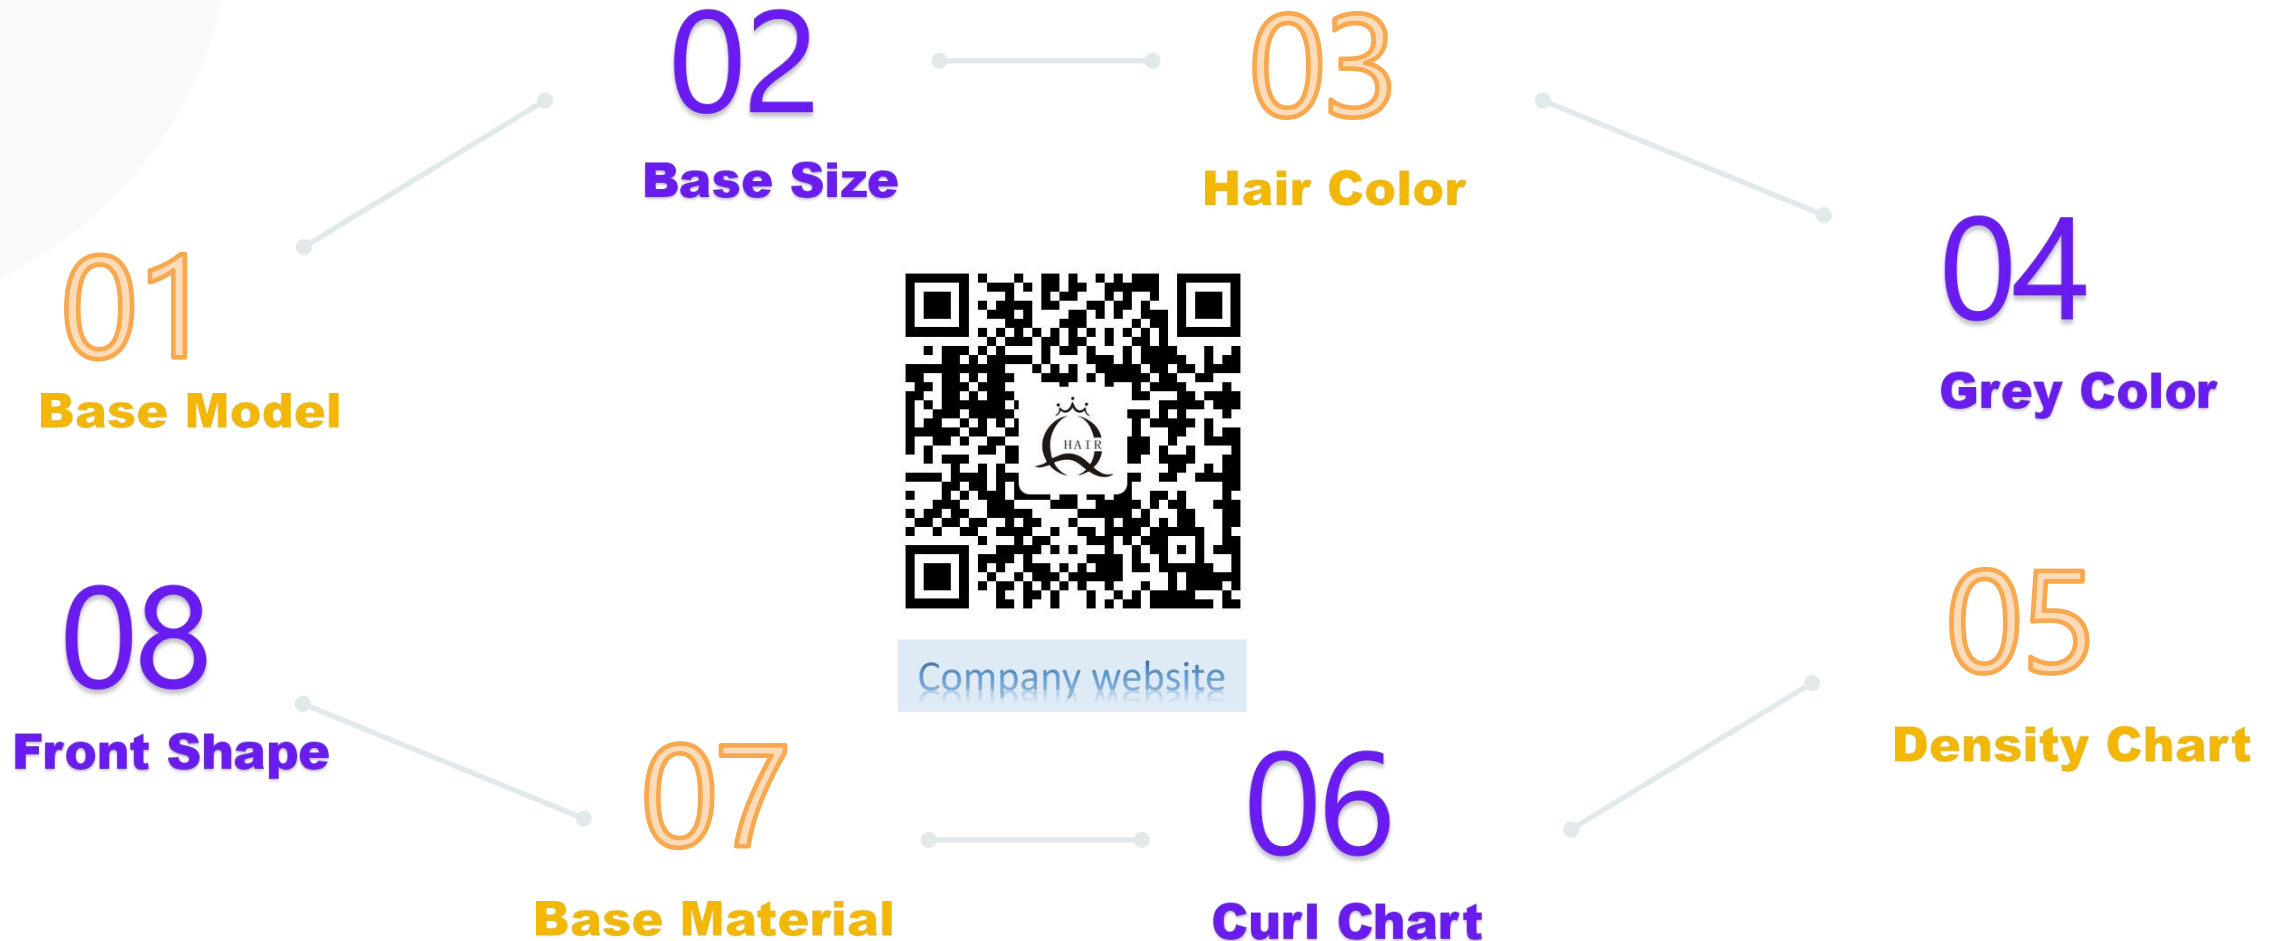 01
Base Model
02
Base Size
03
Hair Color
04
Grey Color
05
Density Chart
06
Curl Chart
07
Base Material
08
Front Shape
Q
HAIR
Company website